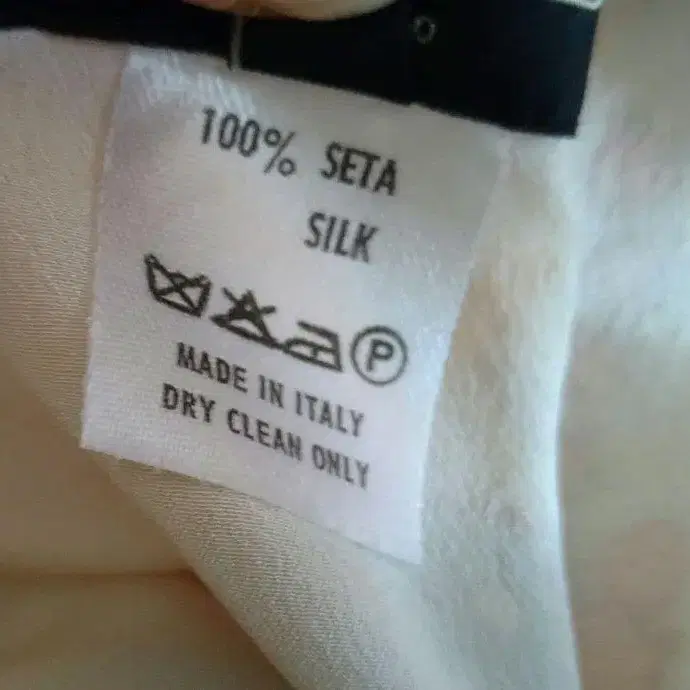 100% SETA
SILK
P
MADE IN ITALY
DRY CLEAN ONLY